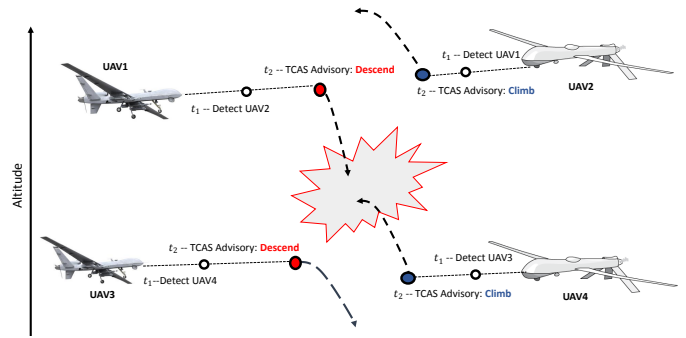 UAV1
t₂ -- TCAS Advisory: Descend
t₁ -- Detect UAV2
t₁ -- Detect UAV1
t₂ -- TCAS Advisory: Climb
UAV2
Altitude
t₂ -- TCAS Advisory: Descend
t₁--Detect UAV4
UAV3
t₁ -- Detect UAV3
t₂ -- TCAS Advisory: Climb
UAV4